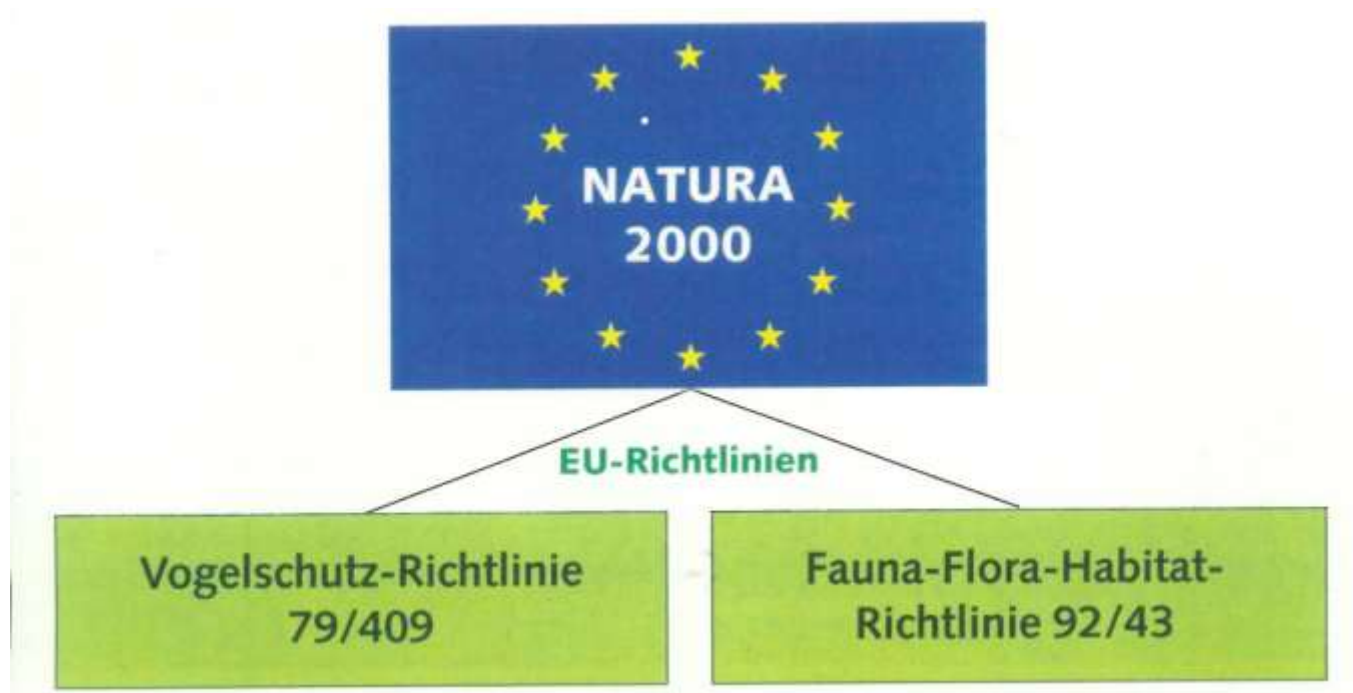 NATURA
2000
EU-Richtlinien
Vogelschutz-Richtlinie
79/409
Fauna-Flora-Habitat-
Richtlinie 92/43